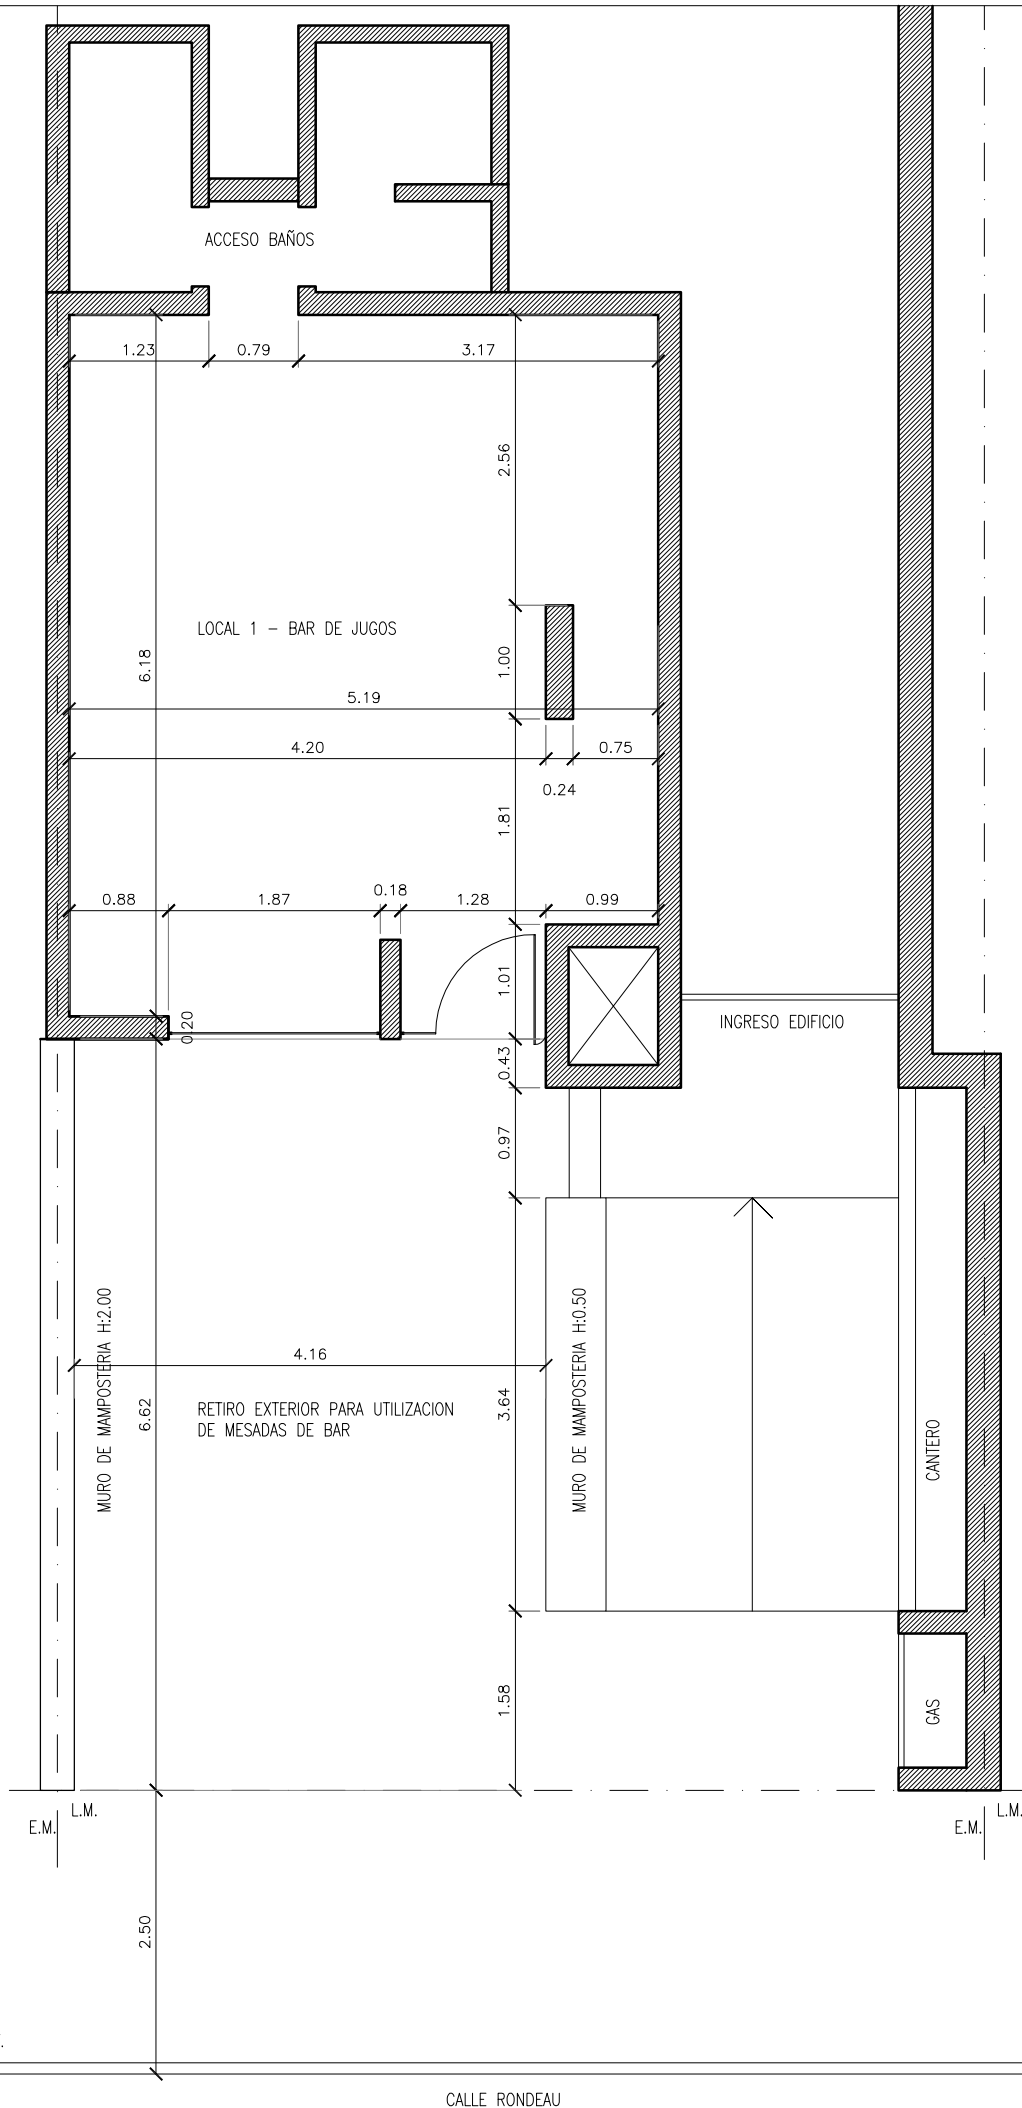 ACCESO BAÑOS
1.23
0.79
3.17
2.56
LOCAL 1 - BAR DE JUGOS
6.18
1.00
5.19
4.20
0.75
0.24
1.81
0.88
1.87
0.18
1.28
0.99
1.01
0.20
INGRESO EDIFICIO
0.43
0.97
MURO DE MAMPOSTERIA H:2.00
MURO DE MAMPOSTERIA H:0.50
4.16
6.62
RETIRO EXTERIOR PARA UTILIZACION
DE MESADAS DE BAR
3.64
CANTERO
1.58
GAS
L.M.
E.M.
L.M.
E.M.
2.50
CALLE RONDEAU